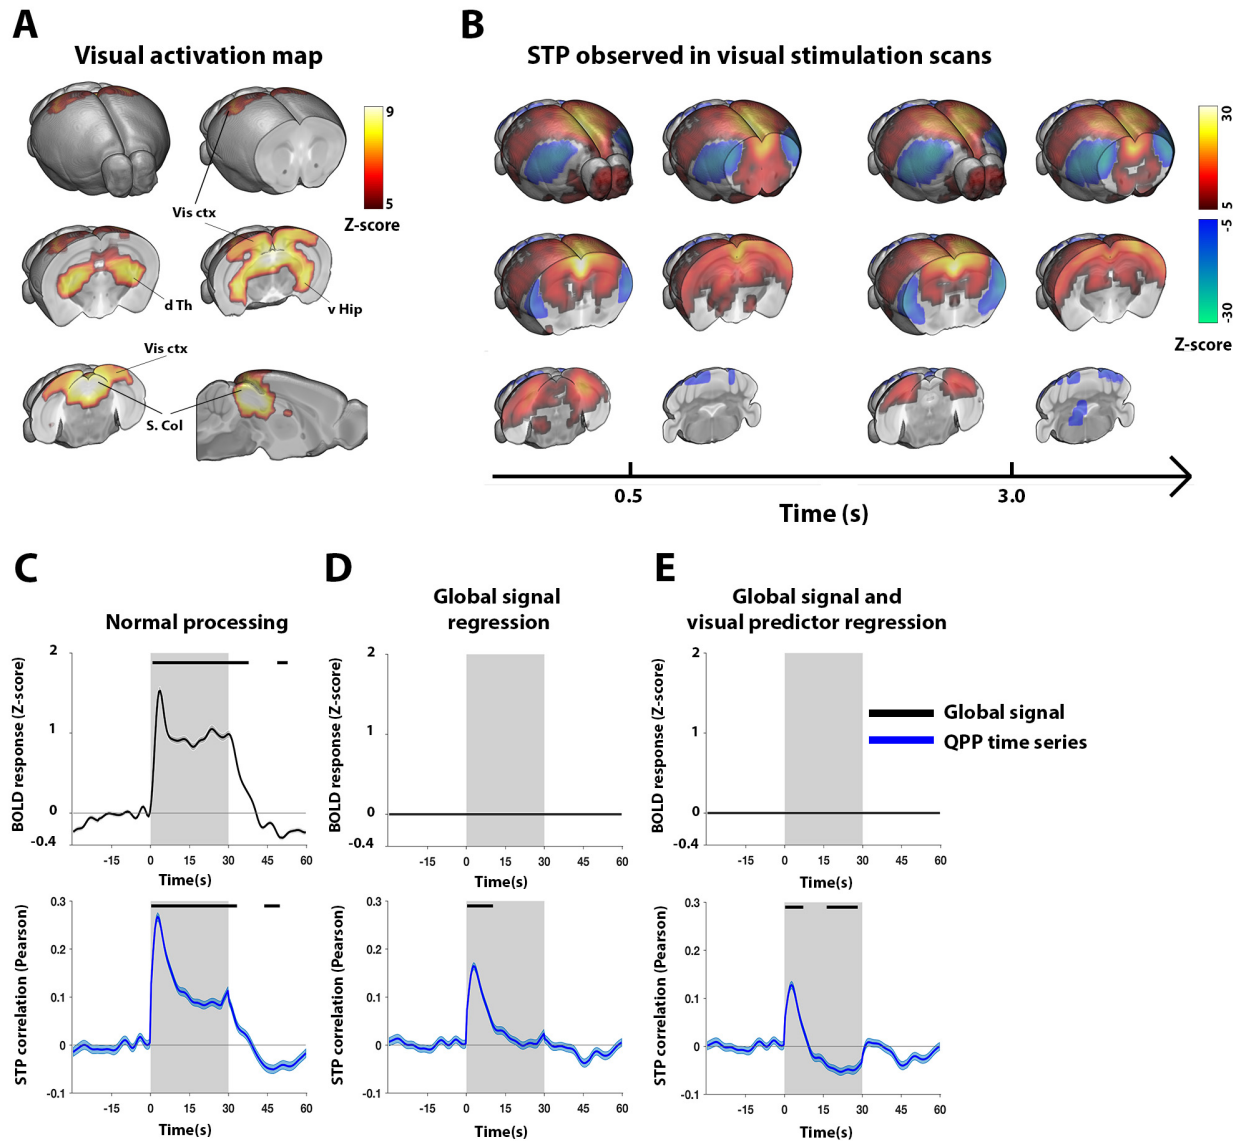 A
Visual activation map
9
5
Z-score
Vis ctx
d Th
v Hip
Vis ctx
S. Col
B
STP observed in visual stimulation scans
30
5
-5
-30
Z-score
0.5
3.0
Time (s)
C
Normal processing
BOLD response (Z-score)
2
1
0
-0.4
-15
0
15
30
45
60
Time(s)
STP correlation (Pearson)
0.3
0.2
0.1
0
-0.1
-15
0
15
30
45
60
Time(s)
D
Global signal
regression
BOLD response (Z-score)
2
1
0
-0.4
-15
0
15
30
45
60
Time(s)
STP correlation (Pearson)
0.3
0.2
0.1
0
-0.1
-15
0
15
30
45
60
Time(s)
E
Global signal and
visual predictor regression
BOLD response (Z-score)
2
1
0
-0.4
-15
0
15
30
45
60
Time(s)
Global signal
QPP time series
STP correlation (Pearson)
0.3
0.2
0.1
0
-0.1
-15
0
15
30
45
60
Time(s)